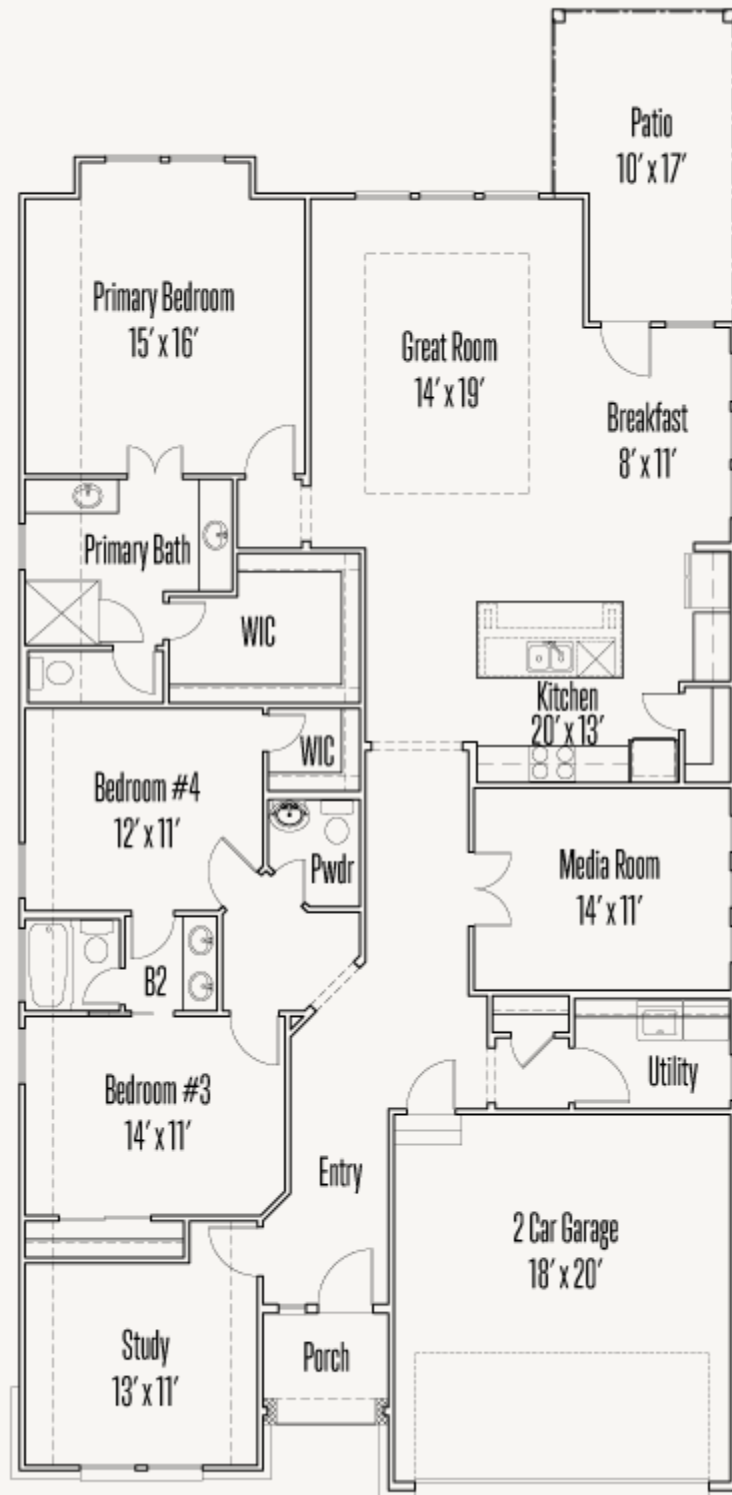 Patio
10' x 17'
Primary Bedroom
15' x 16'
Great Room
14' x 19'
Breakfast
8' x 11'
Primary Bath
WIC
Kitchen
20' x 13'
WIC
Bedroom #4
12' x 11'
Pwdr
Media Room
14' x 11'
B2
Utility
Bedroom #3
14' x 11'
Entry
2 Car Garage
18' x 20'
Study
13' x 11'
Porch